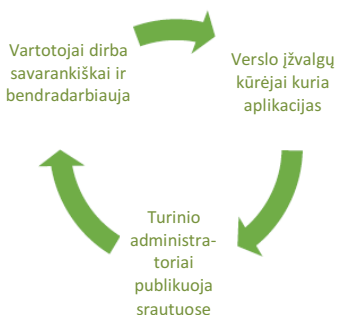 Vartotojai dirba
savarankiškai ir
bendradarbiauja
Verslo įžvalgų
kūrėjai kuria
aplikacijas
Turinio
administra-
toriai
publikuoja
srautuose